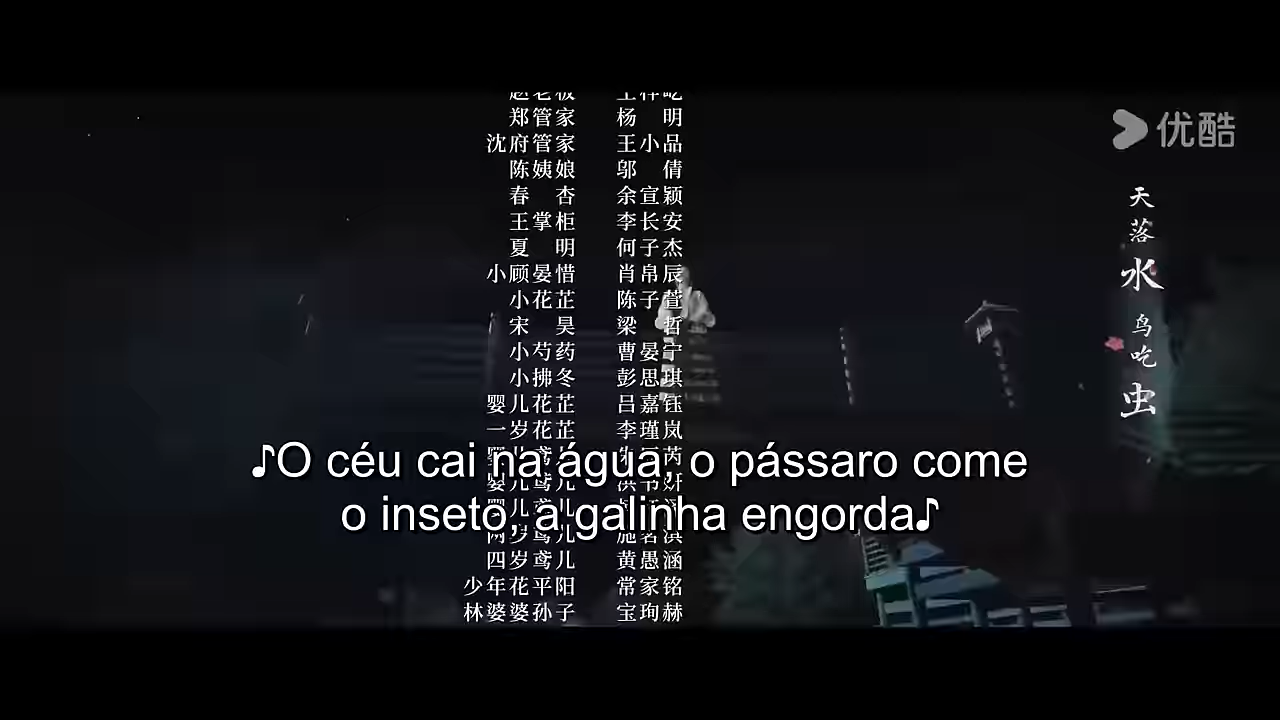 郑管家 杨明
沈府管家 王小品
陈姨娘 邬倩
春杏 余宣颖
王掌柜 李长安
夏明 何子杰
小顾晏惜 肖帛辰
小花芷 陈子萱
宋昊 梁哲
小芍药 曹晏宁
小拂冬 彭思琪
婴儿花芷 吕嘉钰
一岁花芷 李瑾岚
四岁鸢儿 黄愚涵
少年花平阳 常家铭
林婆婆孙子 宝珣赫
♪O céu cai na água, o pássaro come
o inseto, a galinha engorda♪
优酷
天落水
鸟吃虫